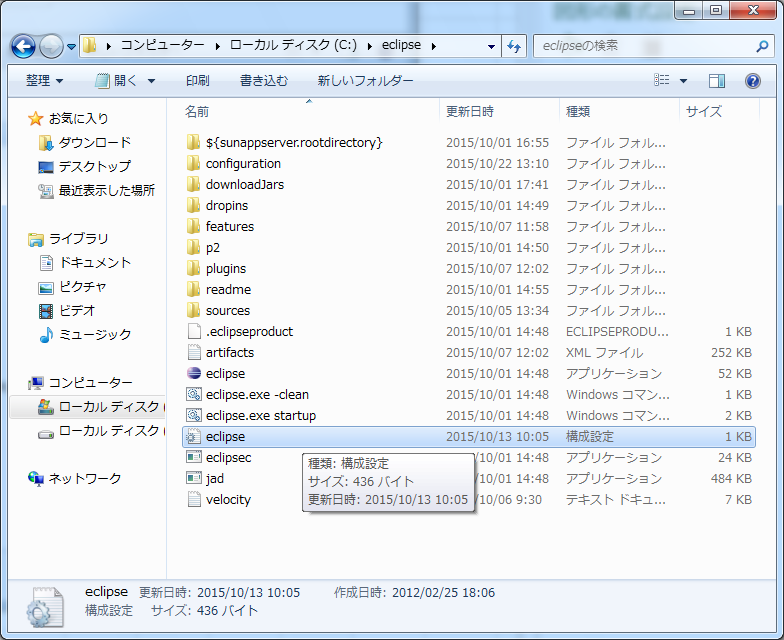 コンピューター ▸ ローカル ディスク (C:) ▸ eclipse ▸
eclipseの検索
整理 開く 印刷 書き込む 新しいフォルダー
お気に入り
ダウンロード
デスクトップ
最近表示した場所
ライブラリ
ドキュメント
ピクチャ
ビデオ
ミュージック
コンピューター
ローカル ディスク (
ローカル ディスク (
ネットワーク
名前 更新日時 種類 サイズ
${sunappserver.rootdirectory} 2015/10/01 16:55 ファイル フォル...
configuration 2015/10/22 13:10 ファイル フォル...
downloadJars 2015/10/01 17:41 ファイル フォル...
dropins 2015/10/01 14:49 ファイル フォル...
features 2015/10/07 11:58 ファイル フォル...
p2 2015/10/01 14:50 ファイル フォル...
plugins 2015/10/07 12:02 ファイル フォル...
readme 2015/10/01 14:55 ファイル フォル...
sources 2015/10/05 13:34 ファイル フォル...
.eclipseproduct 2015/10/01 14:48 ECLIPSEPRODU... 1 KB
artifacts 2015/10/07 12:02 XML ファイル 252 KB
eclipse 2015/10/01 14:48 アプリケーション 52 KB
eclipse.exe -clean 2015/10/01 14:48 Windows コマン... 1 KB
eclipse.exe startup 2015/10/01 14:48 Windows コマン... 2 KB
eclipse 2015/10/13 10:05 構成設定 1 KB
eclipsec /10/01 14:48 アプリケーション 24 KB
jad /10/01 14:48 アプリケーション 484 KB
velocity /10/06 9:30 テキスト ドキュ... 7 KB
種類: 構成設定
サイズ: 436 バイト
更新日時: 2015/10/13 10:05
eclipse 更新日時: 2015/10/13 10:05 作成日時: 2012/02/25 18:06
構成設定 サイズ: 436 バイト